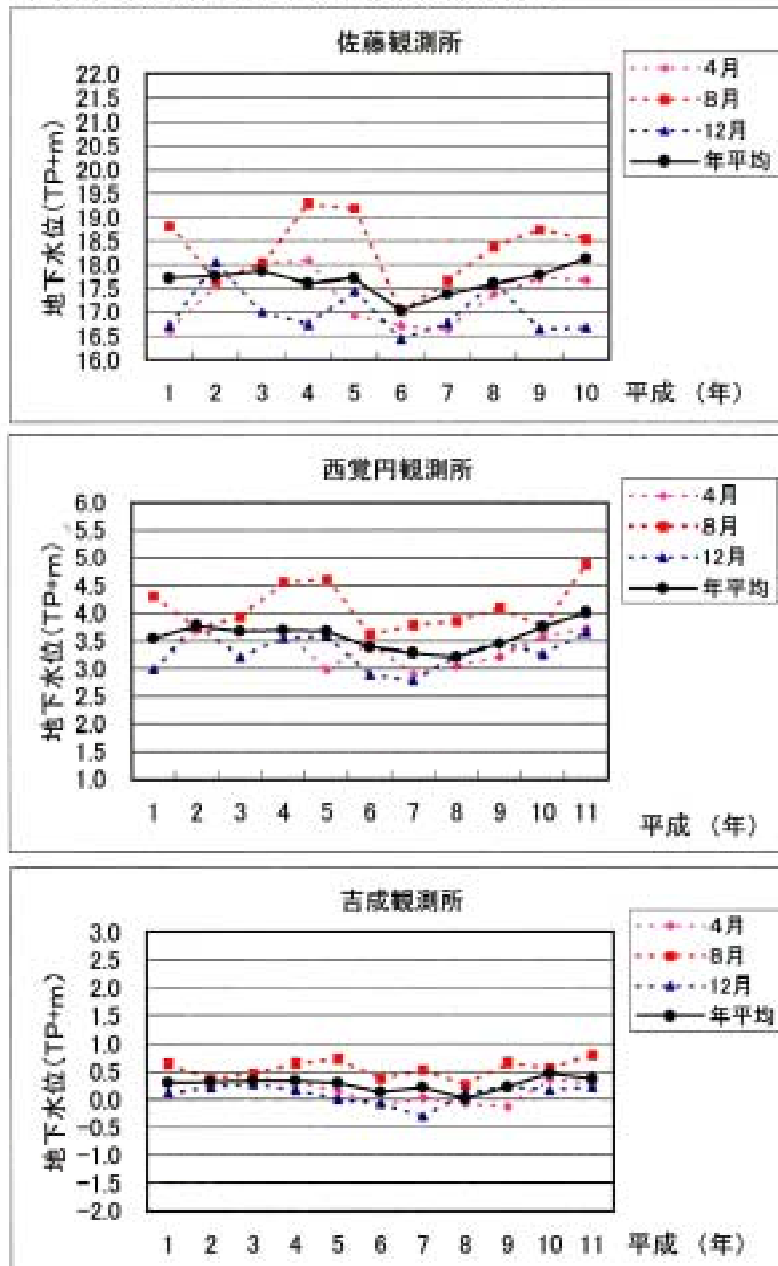 佐藤観測所
地下水位(TP+m)
22.0
21.5
21.0
20.5
20.0
19.5
19.0
18.5
18.0
17.5
17.0
16.5
16.0
1 2 3 4 5 6 7 8 9 10 平成 (年)
4月
8月
12月
年平均
西覚円観測所
地下水位(TP+m)
6.0
5.5
5.0
4.5
4.0
3.5
3.0
2.5
2.0
1.5
1.0
1 2 3 4 5 6 7 8 9 10 11 平成 (年)
4月
8月
12月
年平均
吉成観測所
地下水位(TP+m)
3.0
2.5
2.0
1.5
1.0
0.5
0.0
-0.5
-1.0
-1.5
-2.0
1 2 3 4 5 6 7 8 9 10 11 平成 (年)
4月
8月
12月
年平均